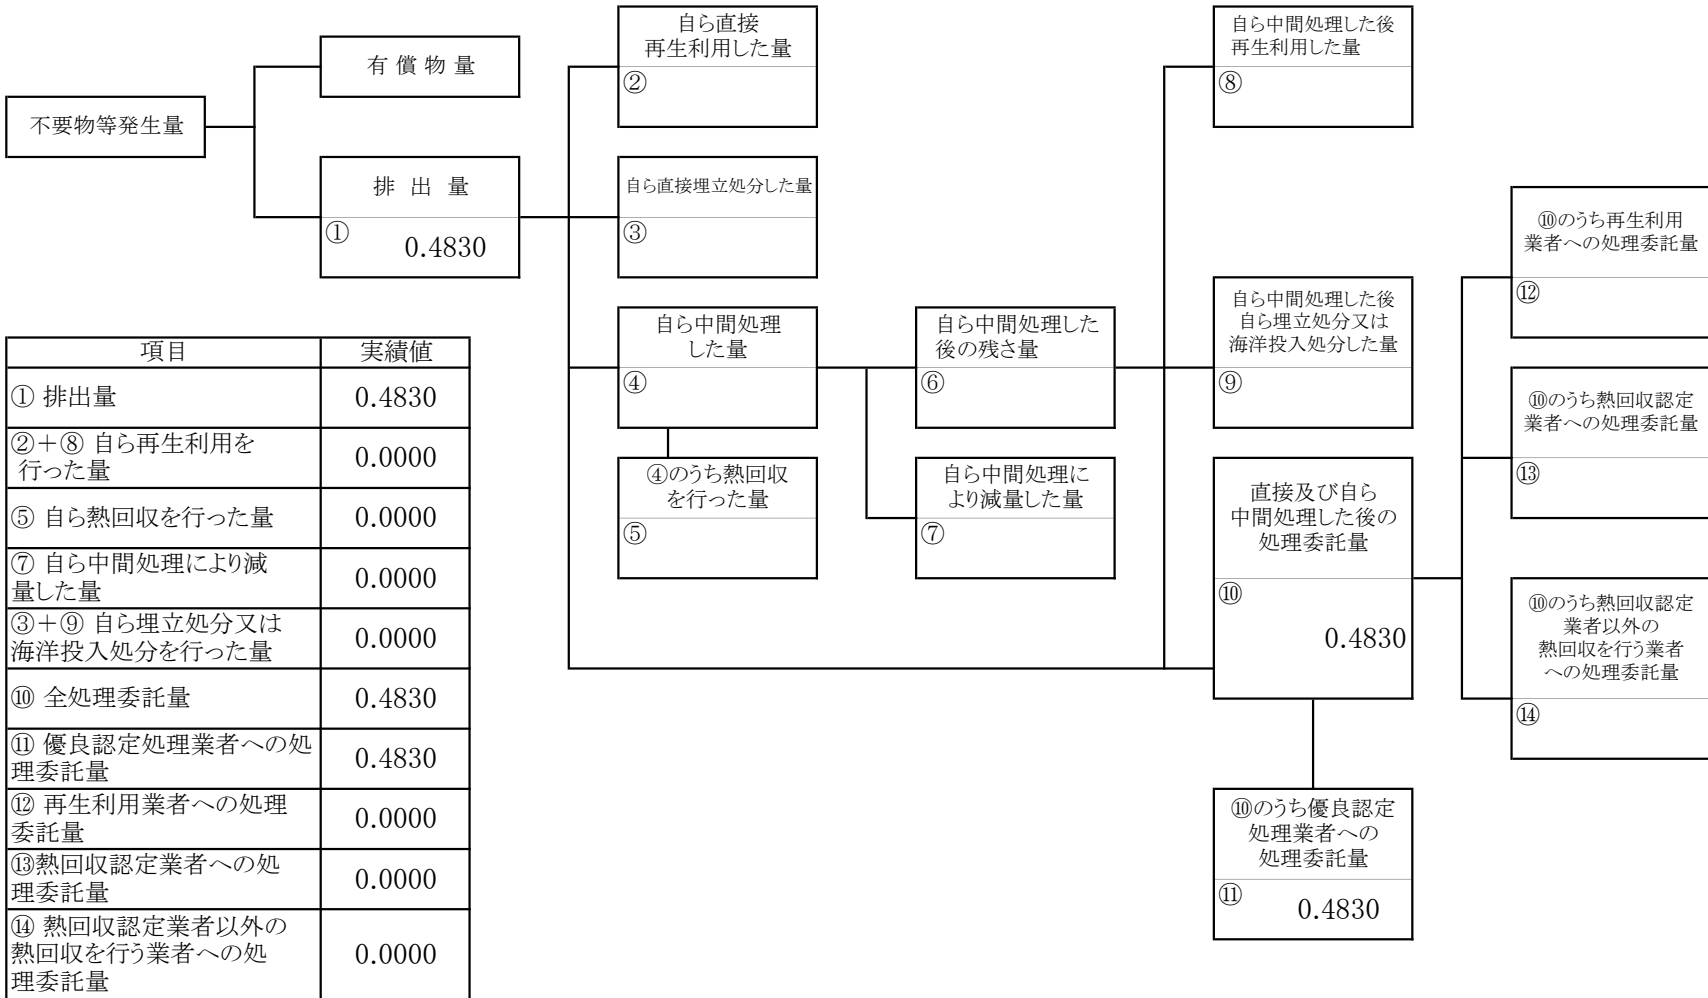 不要物等発生量
有 償 物 量
排 出 量
①
0.4830
自ら直接
再生利用した量
②
自ら直接埋立処分した量
③
自ら中間処理
した量
④
④のうち熱回収
を行った量
⑤
自ら中間処理した
後の残さ量
⑥
自ら中間処理に
より減量した量
⑦
自ら中間処理した後
再生利用した量
⑧
自ら中間処理した後
自ら埋立処分又は
海洋投入処分した量
⑨
直接及び自ら
中間処理した後の
処理委託量
⑩
0.4830
⑩のうち優良認定
処理業者への
処理委託量
⑪
0.4830
⑩のうち再生利用
業者への処理委託量
⑫
⑩のうち熱回収認定
業者への処理委託量
⑬
⑩のうち熱回収認定
業者以外の
熱回収を行う業者
への処理委託量
⑭
項目 実績値
① 排出量 0.4830
②＋⑧ 自ら再生利用を
行った量 0.0000
⑤ 自ら熱回収を行った量 0.0000
⑦ 自ら中間処理により減
量した量 0.0000
③＋⑨ 自ら埋立処分又は
海洋投入処分を行った量 0.0000
⑩ 全処理委託量 0.4830
⑪ 優良認定処理業者への処
理委託量 0.4830
⑫ 再生利用業者への処理
委託量 0.0000
⑬熱回収認定業者への処
理委託量 0.0000
⑭ 熱回収認定業者以外の
熱回収を行う業者への処
理委託量 0.0000